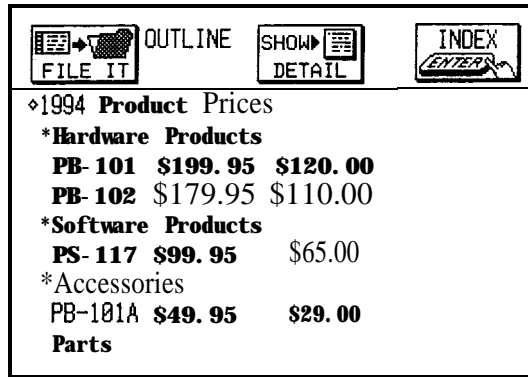 FILE IT
OUTLINE
SHOW DETAIL
INDEX
ENTER
⋄1994 Product Prices
*Hardware Products
PB-101 $199.95 $120.00
PB-102 $179.95 $110.00
*Software Products
PS-117 $99.95 $65.00
*Accessories
PB-101A $49.95 $29.00
Parts